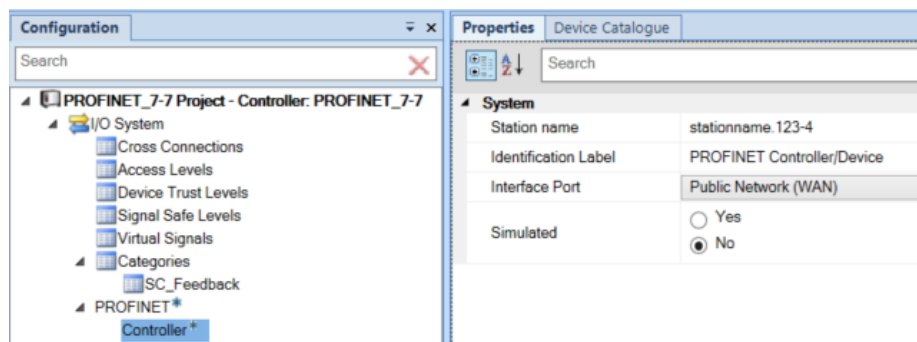 Configuration
Search
PROFINET_7-7 Project - Controller: PROFINET_7-7
I/O System
Cross Connections
Access Levels
Device Trust Levels
Signal Safe Levels
Virtual Signals
Categories
SC_Feedback
PROFINET*
Controller*
Properties Device Catalogue
Search
System
Station name stationname.123-4
Identification Label PROFINET Controller/Device
Interface Port Public Network (WAN)
Simulated Yes
No